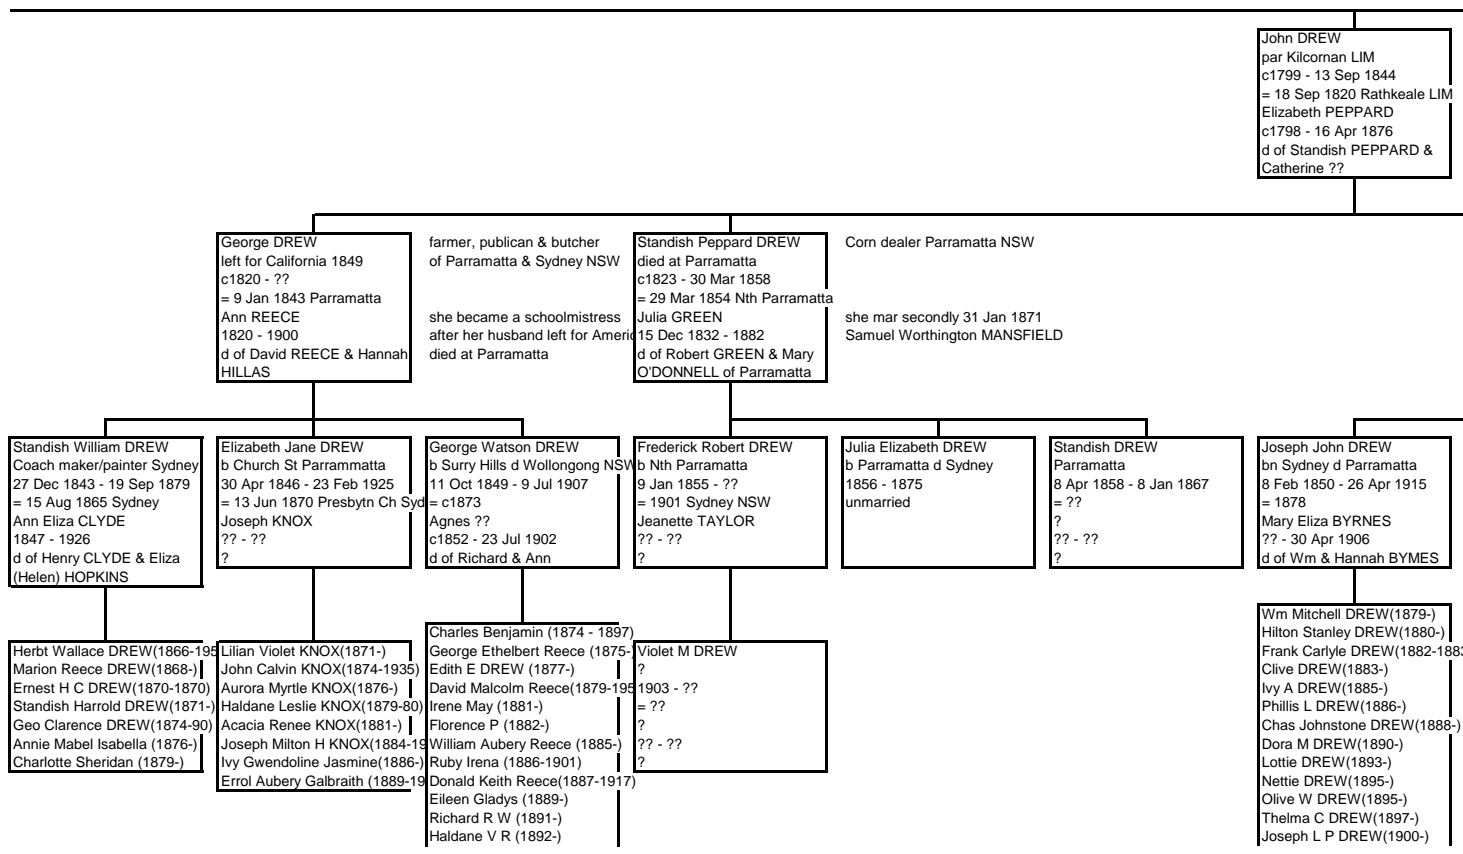 John DREW
par Kilcornan LIM
c1799 - 13 Sep 1844
= 18 Sep 1820 Rathkeale LIM
Elizabeth PEPPARD
c1798 - 16 Apr 1876
d of Standish PEPPARD &
Catherine ??
George DREW
left for California 1849
c1820 - ??
= 9 Jan 1843 Parramatta
Ann REECE
1820 - 1900
d of David REECE & Hannah
HILLAS
farmer, publican & butcher
of Parramatta & Sydney NSW
she became a schoolmistress
after her husband left for Americ
died at Parramatta
Standish Peppard DREW
died at Parramatta
c1823 - 30 Mar 1858
= 29 Mar 1854 Nth Parramatta
Julia GREEN
15 Dec 1832 - 1882
d of Robert GREEN & Mary
O'DONNELL of Parramatta
Corn dealer Parramatta NSW
she mar secondly 31 Jan 1871
Samuel Worthington MANSFIELD
Standish William DREW
Coach maker/painter Sydney
27 Dec 1843 - 19 Sep 1879
= 15 Aug 1865 Sydney
Ann Eliza CLYDE
1847 - 1926
d of Henry CLYDE & Eliza
(Helen) HOPKINS
Elizabeth Jane DREW
b Church St Parrammatta
30 Apr 1846 - 23 Feb 1925
= 13 Jun 1870 Presbytn Ch Syd
Joseph KNOX
?? - ??
?
George Watson DREW
b Surry Hills d Wollongong NSW
11 Oct 1849 - 9 Jul 1907
= c1873
Agnes ??
c1852 - 23 Jul 1902
d of Richard & Ann
Frederick Robert DREW
b Nth Parramatta
9 Jan 1855 - ??
= 1901 Sydney NSW
Jeanette TAYLOR
?? - ??
?
Julia Elizabeth DREW
b Parramatta d Sydney
1856 - 1875
unmarried
Standish DREW
Parramatta
8 Apr 1858 - 8 Jan 1867
= ??
?
?? - ??
?
Joseph John DREW
bn Sydney d Parramatta
8 Feb 1850 - 26 Apr 1915
= 1878
Mary Eliza BYRNES
?? - 30 Apr 1906
d of Wm & Hannah BYMES
Herbt Wallace DREW(1866-195
Marion Reece DREW(1868-)
Ernest H C DREW(1870-1870)
Standish Harrold DREW(1871-)
Geo Clarence DREW(1874-90)
Annie Mabel Isabella (1876-)
Charlotte Sheridan (1879-)
Lilian Violet KNOX(1871-)
John Calvin KNOX(1874-1935)
Aurora Myrtle KNOX(1876-)
Haldane Leslie KNOX(1879-80)
Acacia Renee KNOX(1881-)
Joseph Milton H KNOX(1884-19
Ivy Gwendoline Jasmine(1886-)
Errol Aubery Galbraith (1889-19
Charles Benjamin (1874 - 1897)
George Ethelbert Reece (1875-)
Edith E DREW (1877-)
David Malcolm Reece(1879-195
Irene May (1881-)
Florence P (1882-)
William Aubery Reece (1885-)
Ruby Irena (1886-1901)
Donald Keith Reece(1887-1917)
Eileen Gladys (1889-)
Richard R W (1891-)
Haldane V R (1892-)
Violet M DREW
?
1903 - ??
= ??
?
?? - ??
?
Wm Mitchell DREW(1879-)
Hilton Stanley DREW(1880-)
Frank Carlyle DREW(1882-1883
Clive DREW(1883-)
Ivy A DREW(1885-)
Phillis L DREW(1886-)
Chas Johnstone DREW(1888-)
Dora M DREW(1890-)
Lottie DREW(1893-)
Nettie DREW(1895-)
Olive W DREW(1895-)
Thelma C DREW(1897-)
Joseph L P DREW(1900-)